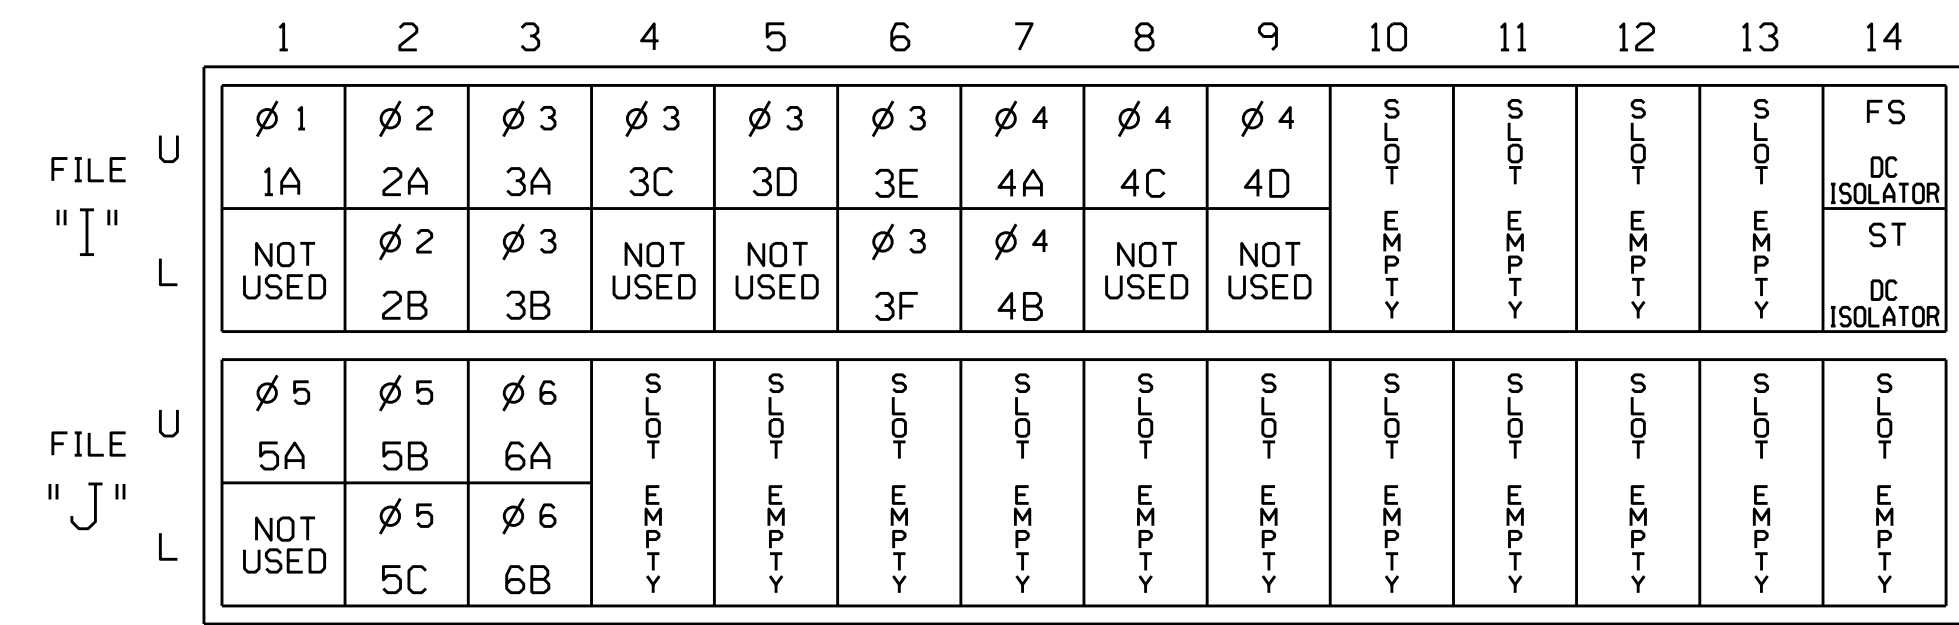 1 2 3 4 5 6 7 8 9 10 11 12 13 14
FILE "I"
U
Ø 1 Ø 2 Ø 3 Ø 3 Ø 3 Ø 3 Ø 4 Ø 4 Ø 4 SLOT EMPTY SLOT EMPTY SLOT EMPTY SLOT EMPTY FS
1A 2A 3A 3C 3D 3E 4A 4C 4D DC
ISOLATOR
L
NOT USED Ø 2 Ø 3 NOT USED NOT USED Ø 3 Ø 4 NOT USED NOT USED ST
2B 3B 3F 4B DC
ISOLATOR
FILE "J"
U
Ø 5 Ø 5 Ø 6 SLOT EMPTY SLOT EMPTY SLOT EMPTY SLOT EMPTY SLOT EMPTY SLOT EMPTY SLOT EMPTY SLOT EMPTY SLOT EMPTY SLOT EMPTY SLOT EMPTY
5A 5B 6A
L
NOT USED Ø 5 Ø 6
5C 6B